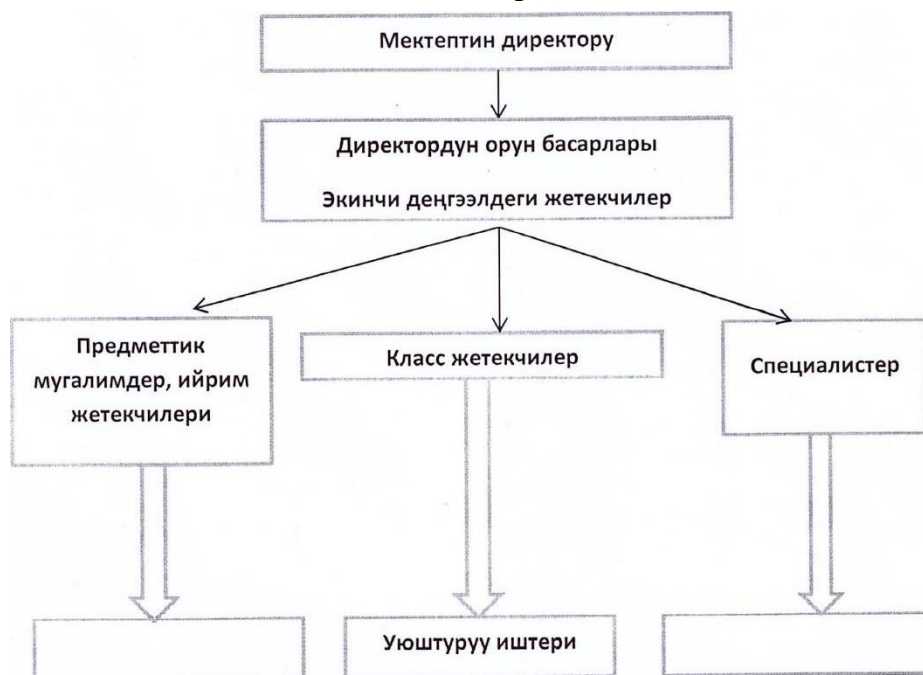 Мектептин директору
Директордун орун басарлары
Экинчи деңгээлдеги жетекчилер
Предметтик
мугалимдер, ийрим
жетекчилери
Класс жетекчилер
Специалистер
Уюштуруу иштери